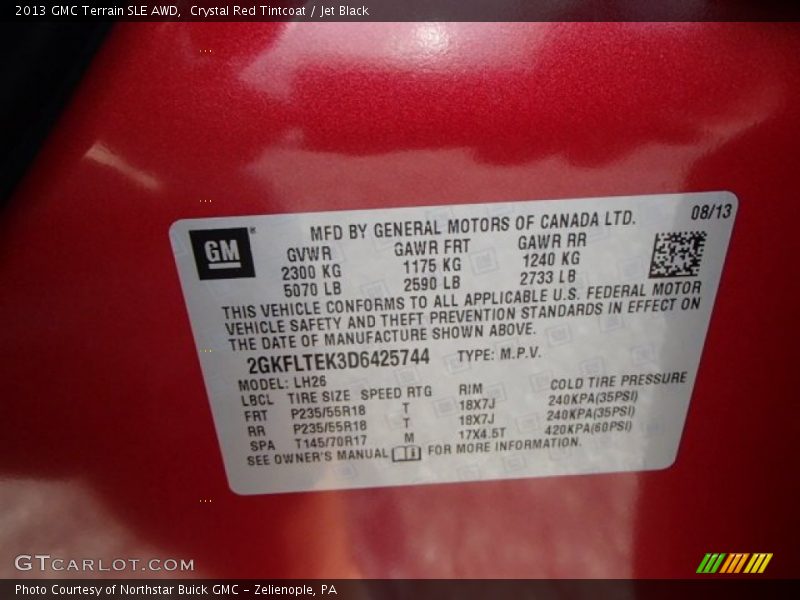 2013 GMC Terrain SLE AWD,  Crystal Red Tintcoat / Jet Black
08/13
GM
MFD BY GENERAL MOTORS OF CANADA LTD.
GVWR GAWR FRT GAWR RR
2300 KG 1175 KG 1240 KG
5070 LB 2590 LB 2733 LB
THIS VEHICLE CONFORMS TO ALL APPLICABLE U.S. FEDERAL MOTOR
VEHICLE SAFETY AND THEFT PREVENTION STANDARDS IN EFFECT ON
THE DATE OF MANUFACTURE SHOWN ABOVE.
2GKFLTEK3D6425744 TYPE: M.P.V.
MODEL: LH26
LBCL TIRE SIZE SPEED RTG RIM COLD TIRE PRESSURE
FRT P235/55R18 T 18X7J 240KPA(35PSI)
RR P235/55R18 T 18X7J 240KPA(35PSI)
SPA T145/70R17 M 17X4.5T 420KPA(60PSI)
SEE OWNER'S MANUAL FOR MORE INFORMATION.
GTCARLOT.COM
Photo Courtesy of Northstar Buick GMC - Zelienople, PA